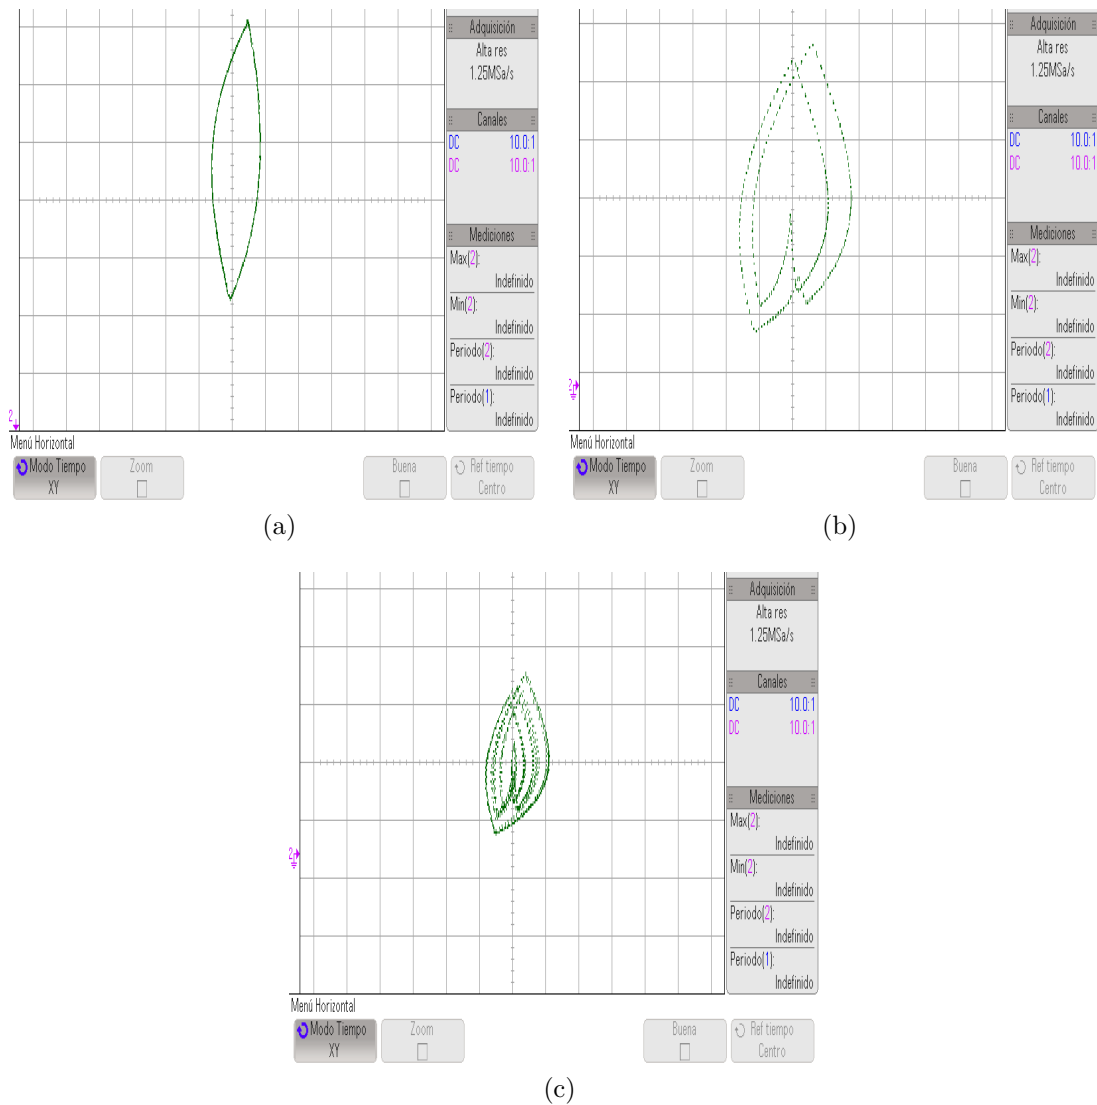 Adquisición
Alta res
1.25MSa/s
Canales
DC 10.0:1
DC 10.0:1
Mediciones
Max(2):
Indefinido
Min(2):
Indefinido
Periodo(2):
Indefinido
Periodo(1):
Indefinido
2
Menú Horizontal
Modo Tiempo
XY
Zoom
Buena
Ref tiempo
Centro
(a)
Adquisición
Alta res
1.25MSa/s
Canales
DC 10.0:1
DC 10.0:1
Mediciones
Max(2):
Indefinido
Min(2):
Indefinido
Periodo(2):
Indefinido
Periodo(1):
Indefinido
2
Menú Horizontal
Modo Tiempo
XY
Zoom
Buena
Ref tiempo
Centro
(b)
Adquisición
Alta res
1.25MSa/s
Canales
DC 10.0:1
DC 10.0:1
Mediciones
Max(2):
Indefinido
Min(2):
Indefinido
Periodo(2):
Indefinido
Periodo(1):
Indefinido
2
Menú Horizontal
Modo Tiempo
XY
Zoom
Buena
Ref tiempo
Centro
(c)